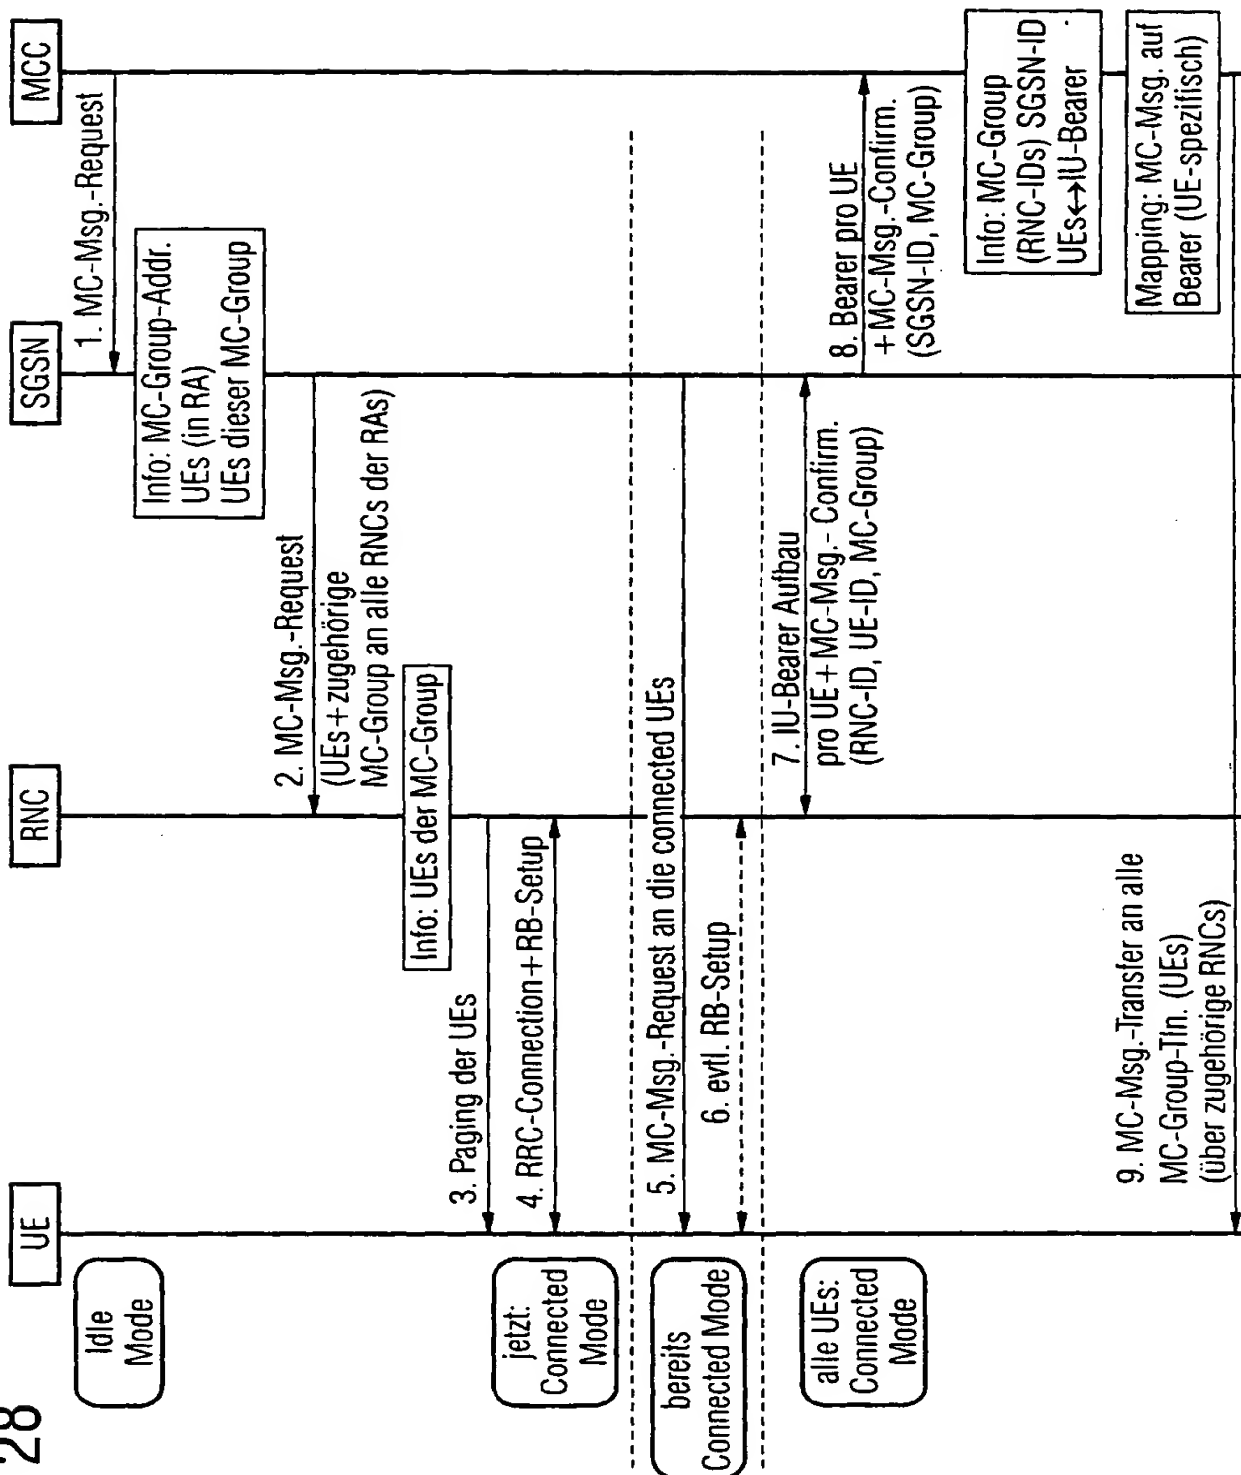 28
UE
RNC
SGSN
MCC
Idle
Mode
1. MC-Msg.-Request
Info: MC-Group-Addr.
UEs (in RA)
UEs dieser MC-Group
2. MC-Msg.-Request
(UEs+zugehörige
MC-Group an alle RNCs der RAs)
Info: UEs der MC-Group
3. Paging der UEs
4. RRC-Connection+RB-Setup
jetzt:
Connected
Mode
5. MC-Msg.-Request an die connected UEs
bereits
Connected Mode
6. evtl. RB-Setup
7. IU-Bearer Aufbau
pro UE+MC-Msg.- Confirm.
(RNC-ID, UE-ID, MC-Group)
alle UEs:
Connected
Mode
8. Bearer pro UE
+MC-Msg.-Confirm.
(SGSN-ID, MC-Group)
Info: MC-Group
(RNC-IDs) SGSN-ID
UEs↔IU-Bearer
Mapping: MC-Msg. auf
Bearer (UE-spezifisch)
9. MC-Msg.-Transfer an alle
MC-Group-Tln. (UEs)
(über zugehörige RNCs)